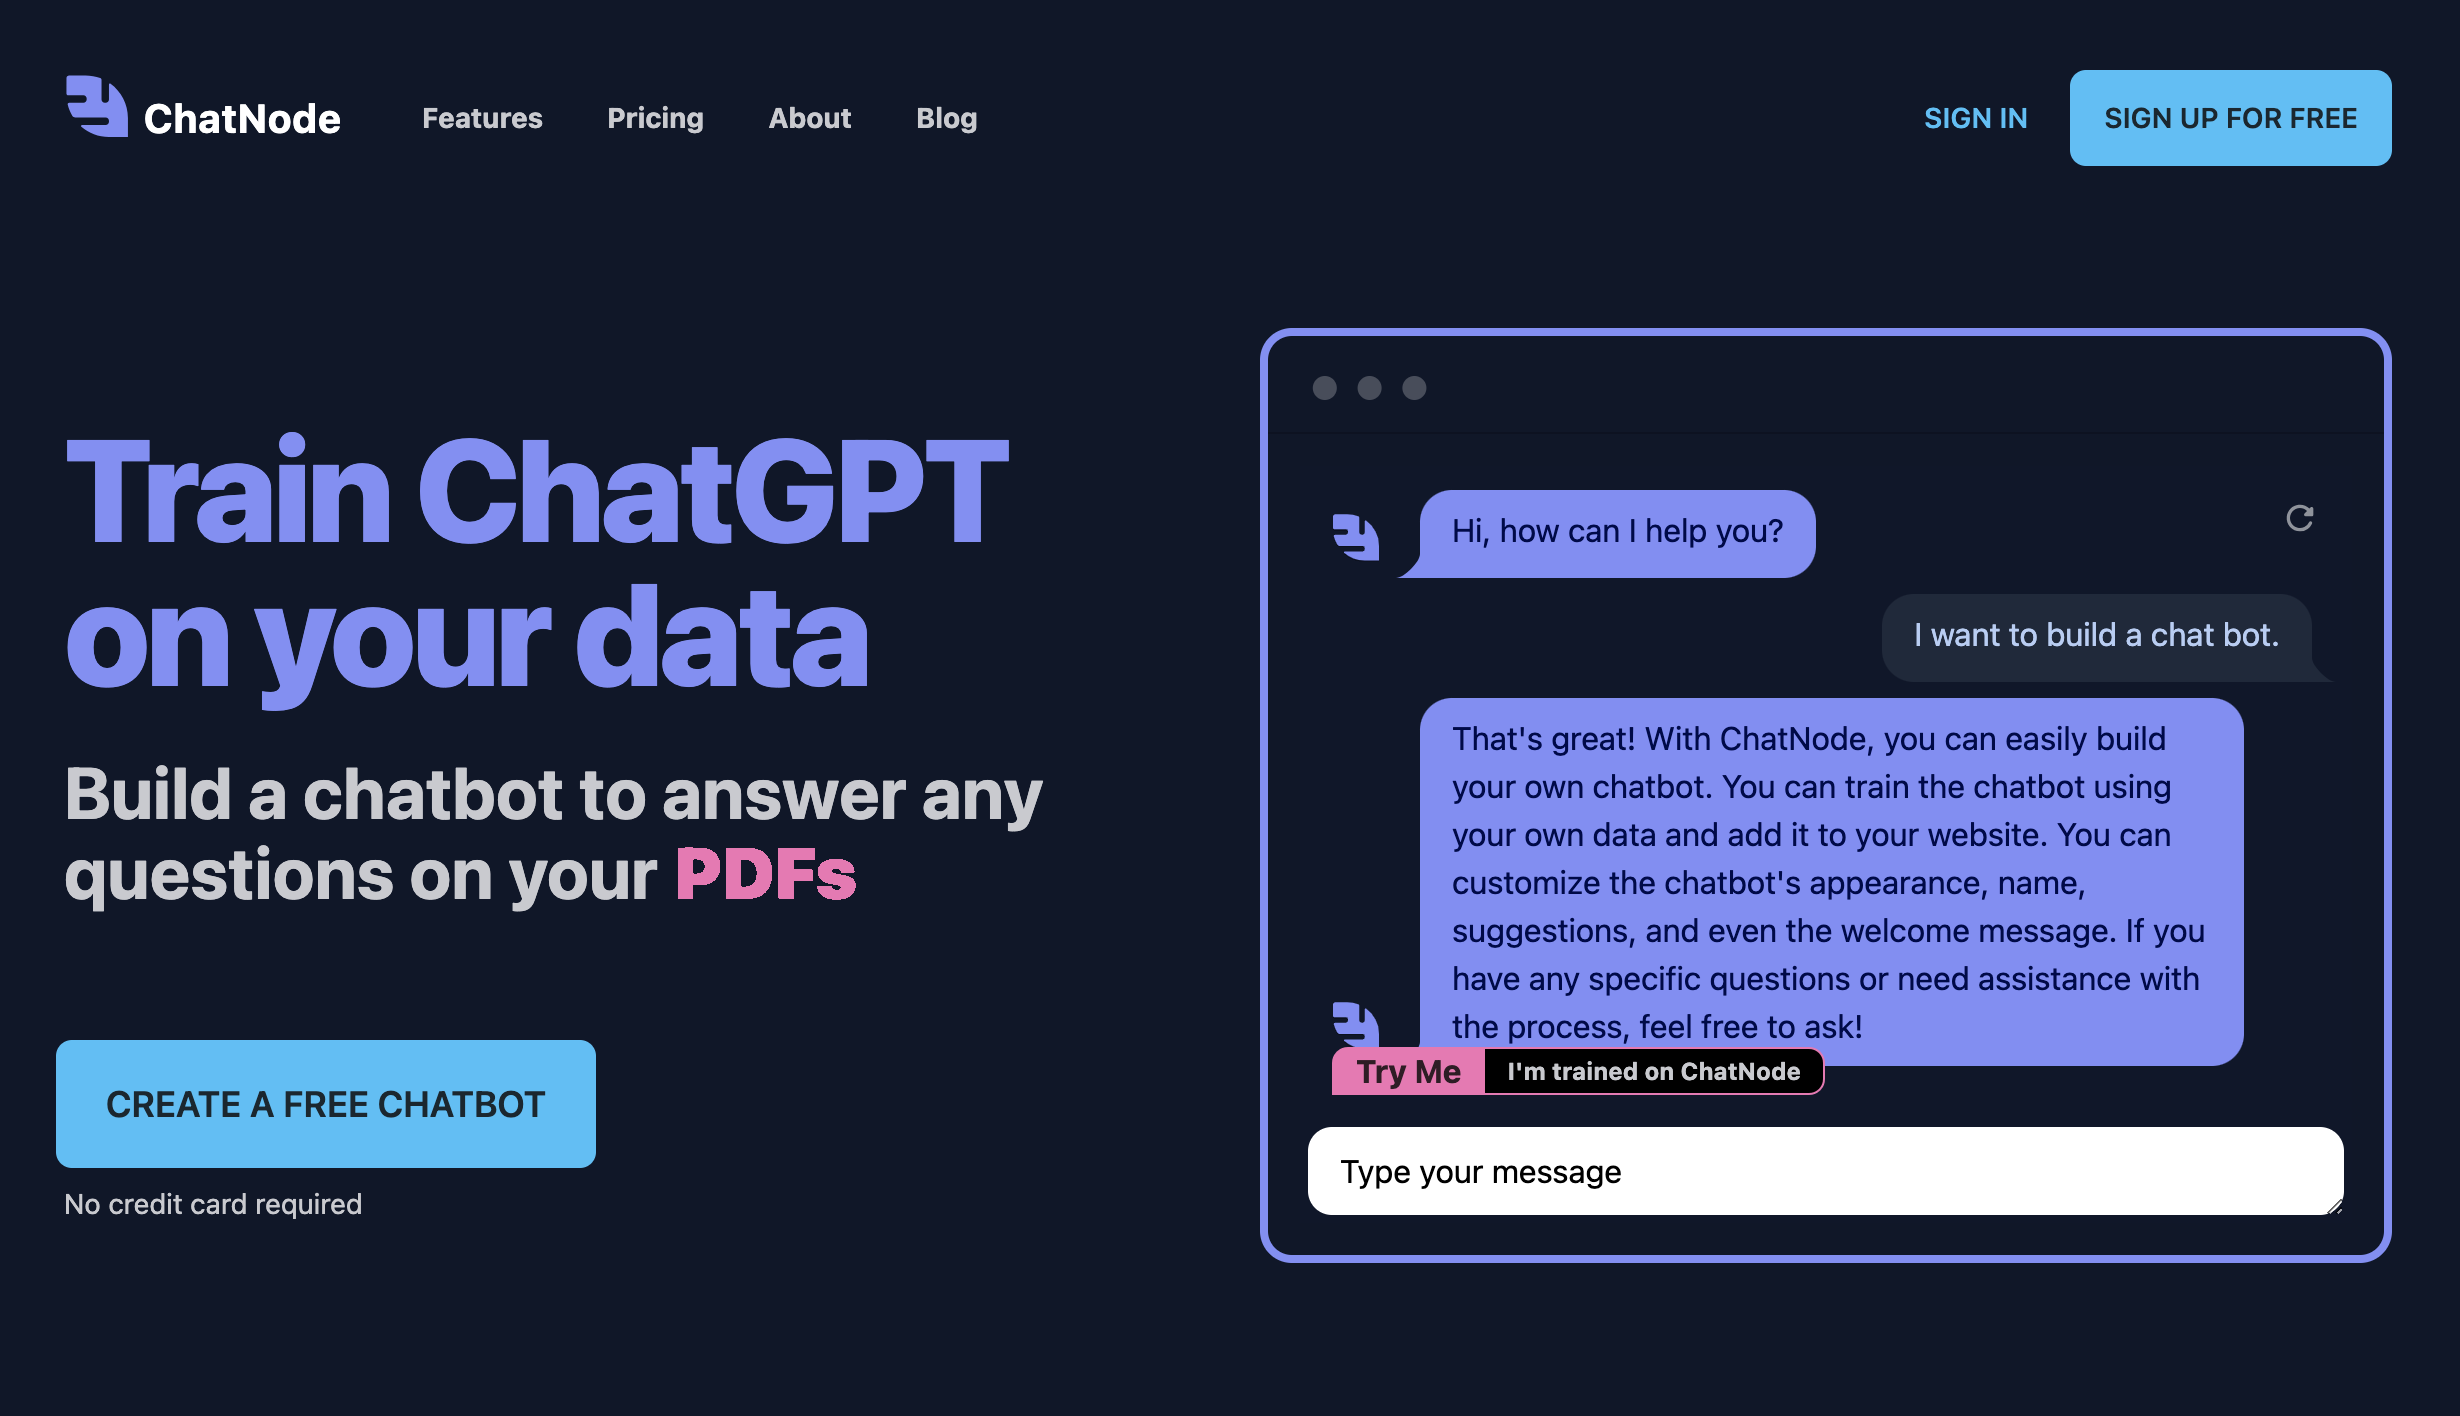 ChatNode
Features
Pricing
About
Blog
SIGN IN
SIGN UP FOR FREE
Train ChatGPT
on your data
Build a chatbot to answer any
questions on your PDFs
CREATE A FREE CHATBOT
No credit card required
Hi, how can I help you?
I want to build a chat bot.
That's great! With ChatNode, you can easily build
your own chatbot. You can train the chatbot using
your own data and add it to your website. You can
customize the chatbot's appearance, name,
suggestions, and even the welcome message. If you
have any specific questions or need assistance with
the process, feel free to ask!
Try Me
I'm trained on ChatNode
Type your message